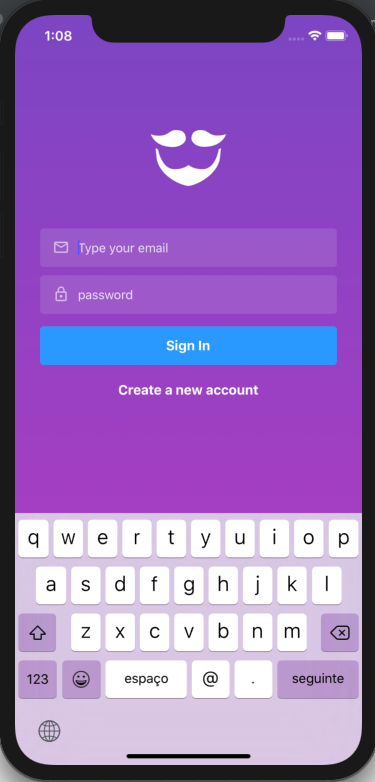 1:08
Type your email
password
Sign In
Create a new account
q w e r t y u i o p
a s d f g h j k l
z x c v b n m
123 espaço @ . seguinte